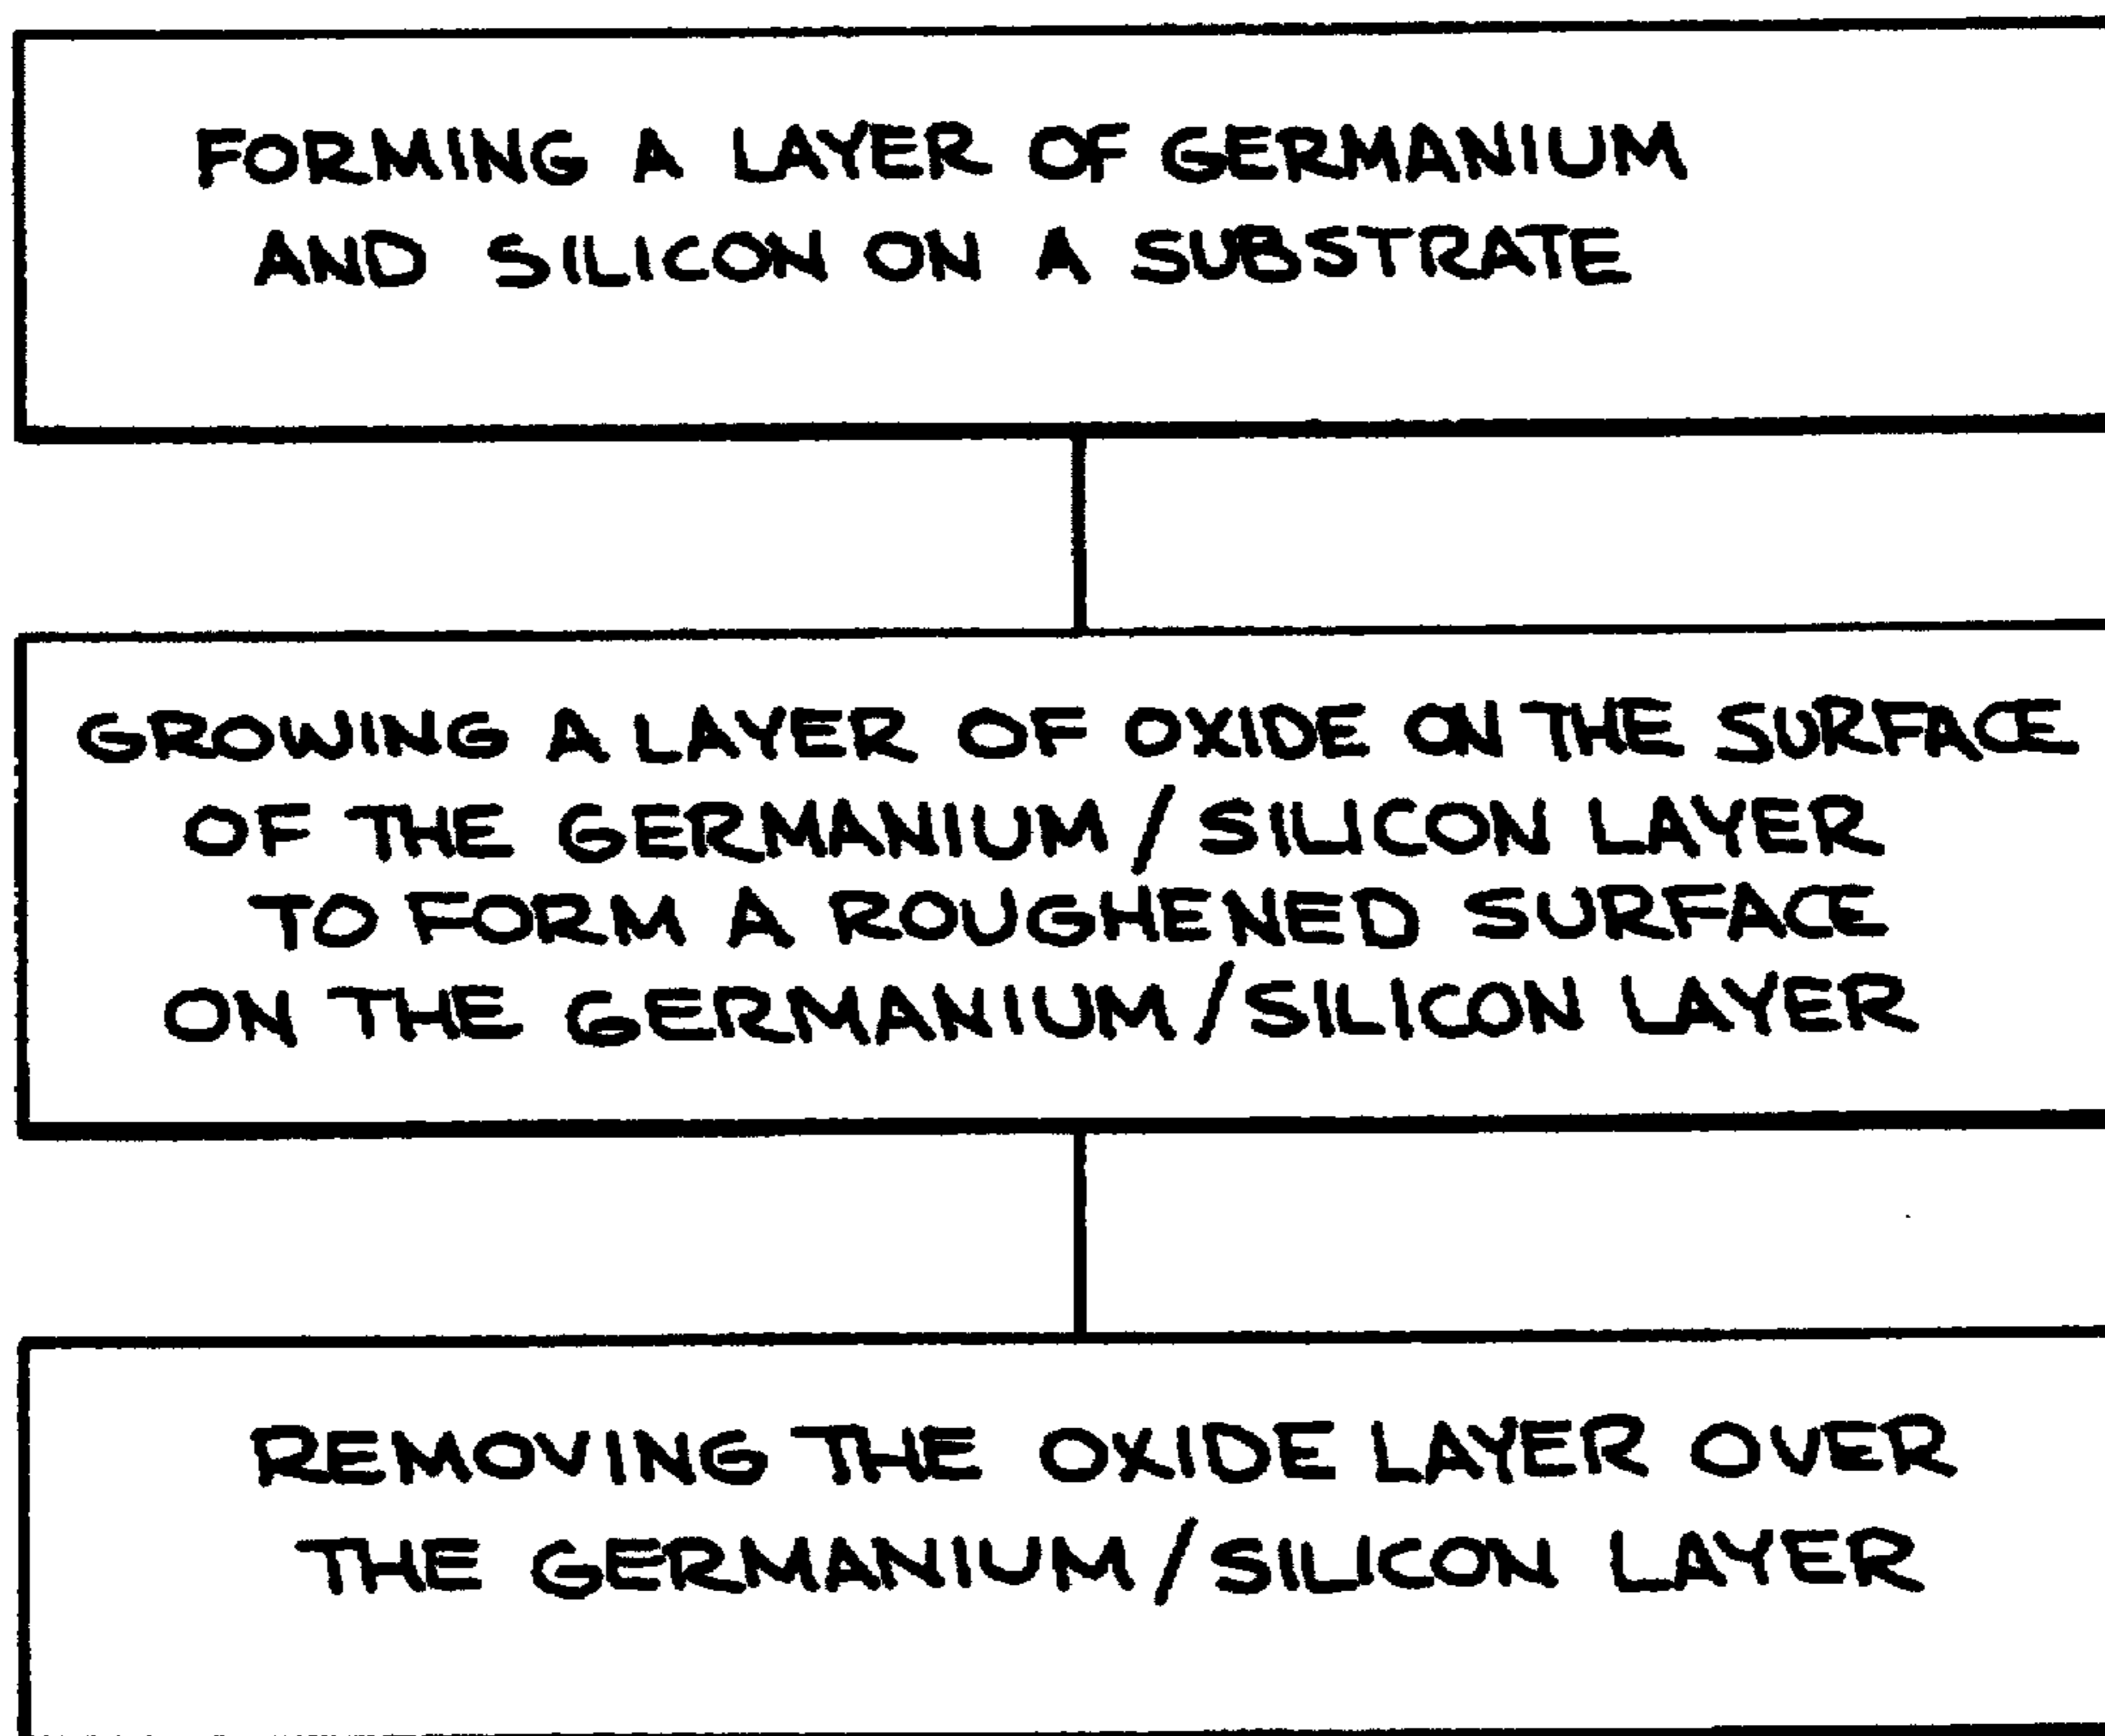 FORMING A LAYER OF GERMANIUM
AND SILICON ON A SUBSTRATE
GROWING A LAYER OF OXIDE ON THE SURFACE
OF THE GERMANIUM/SILICON LAYER
TO FORM A ROUGHENED SURFACE
ON THE GERMANIUM/SILICON LAYER
REMOVING THE OXIDE LAYER OVER
THE GERMANIUM/SILICON LAYER